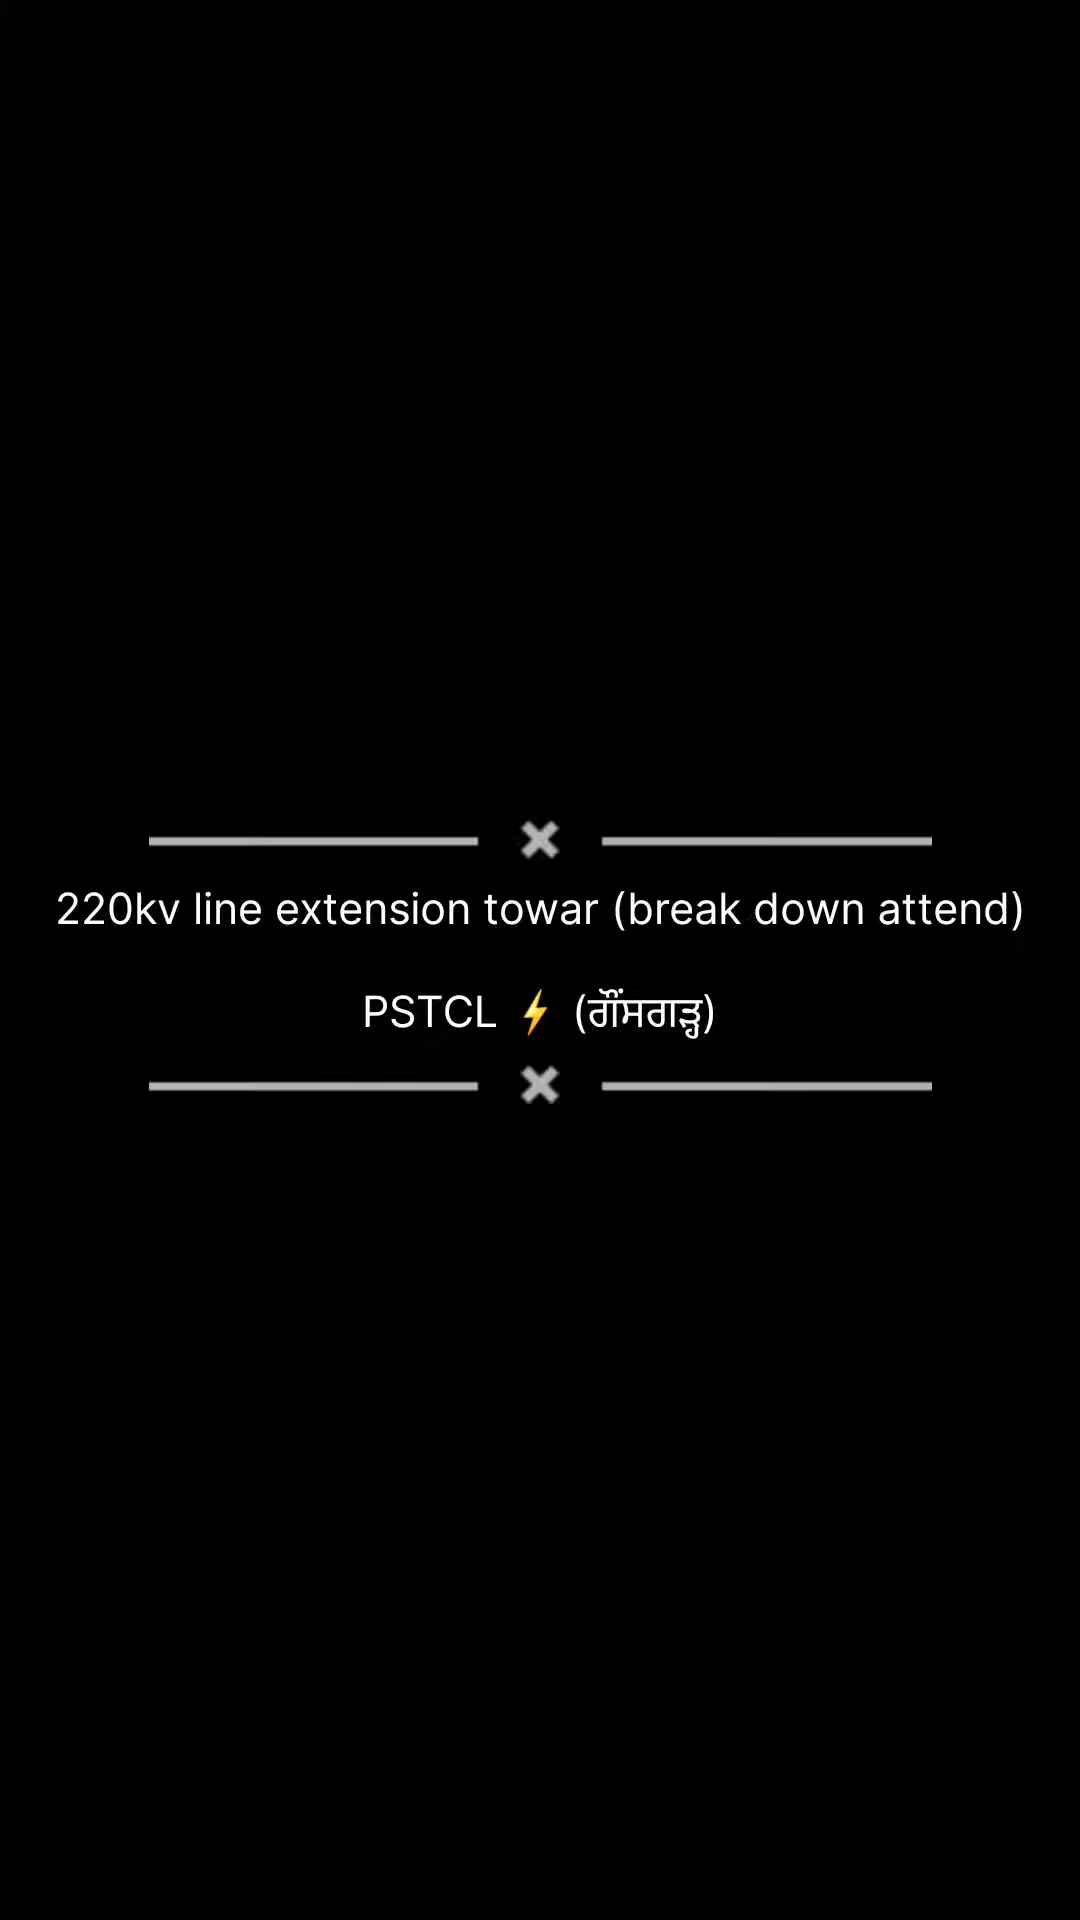 220kv line extension towar (break down attend)
PSTCL ⚡ (ਗੌਂਸਗੜ੍ਹ)